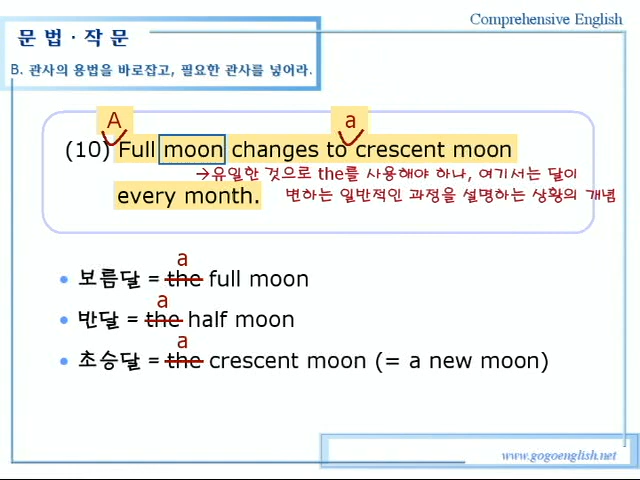 Comprehensive English
문법·작문
B. 관사의 용법을 바로잡고, 필요한 관사를 넣어라.
A a
(10) Full moon changes to crescent moon
→유일한 것으로 the를 사용해야 하나, 여기서는 달이
every month. 변하는 일반적인 과정을 설명하는 상황의 개념
a
• 보름달 = the full moon
a
• 반달 = the half moon
a
• 초승달 = the crescent moon (= a new moon)
www.gogoenglish.net